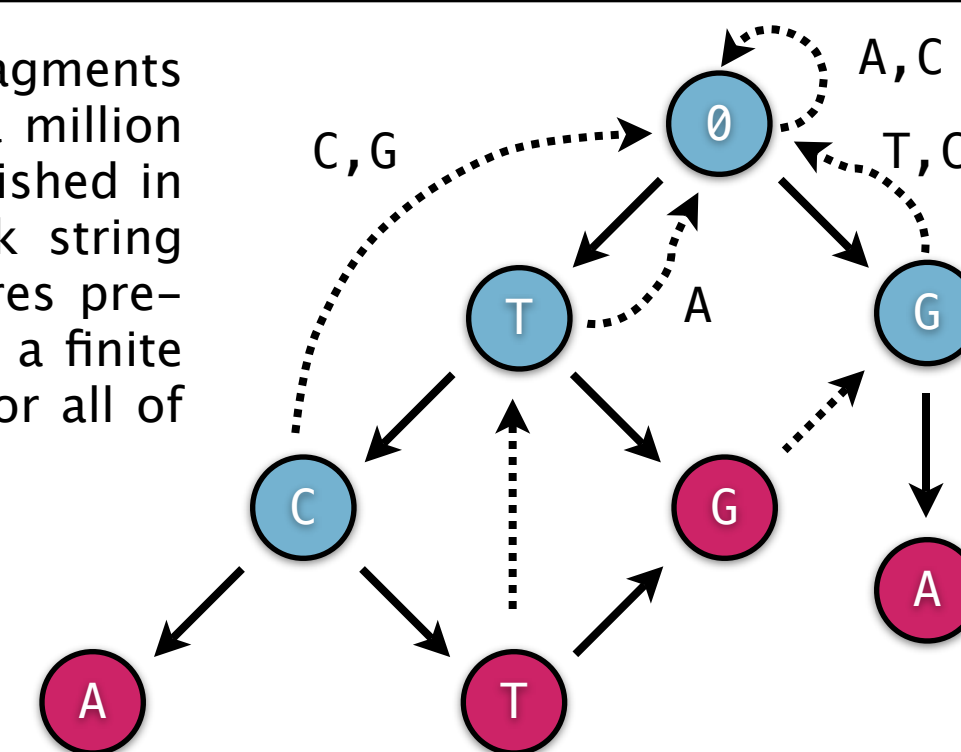 agments
million
ished in
k string
res pre-
a finite
or all of
A,C
C,G
0
T,C
T
A
G
C
G
A
A
T